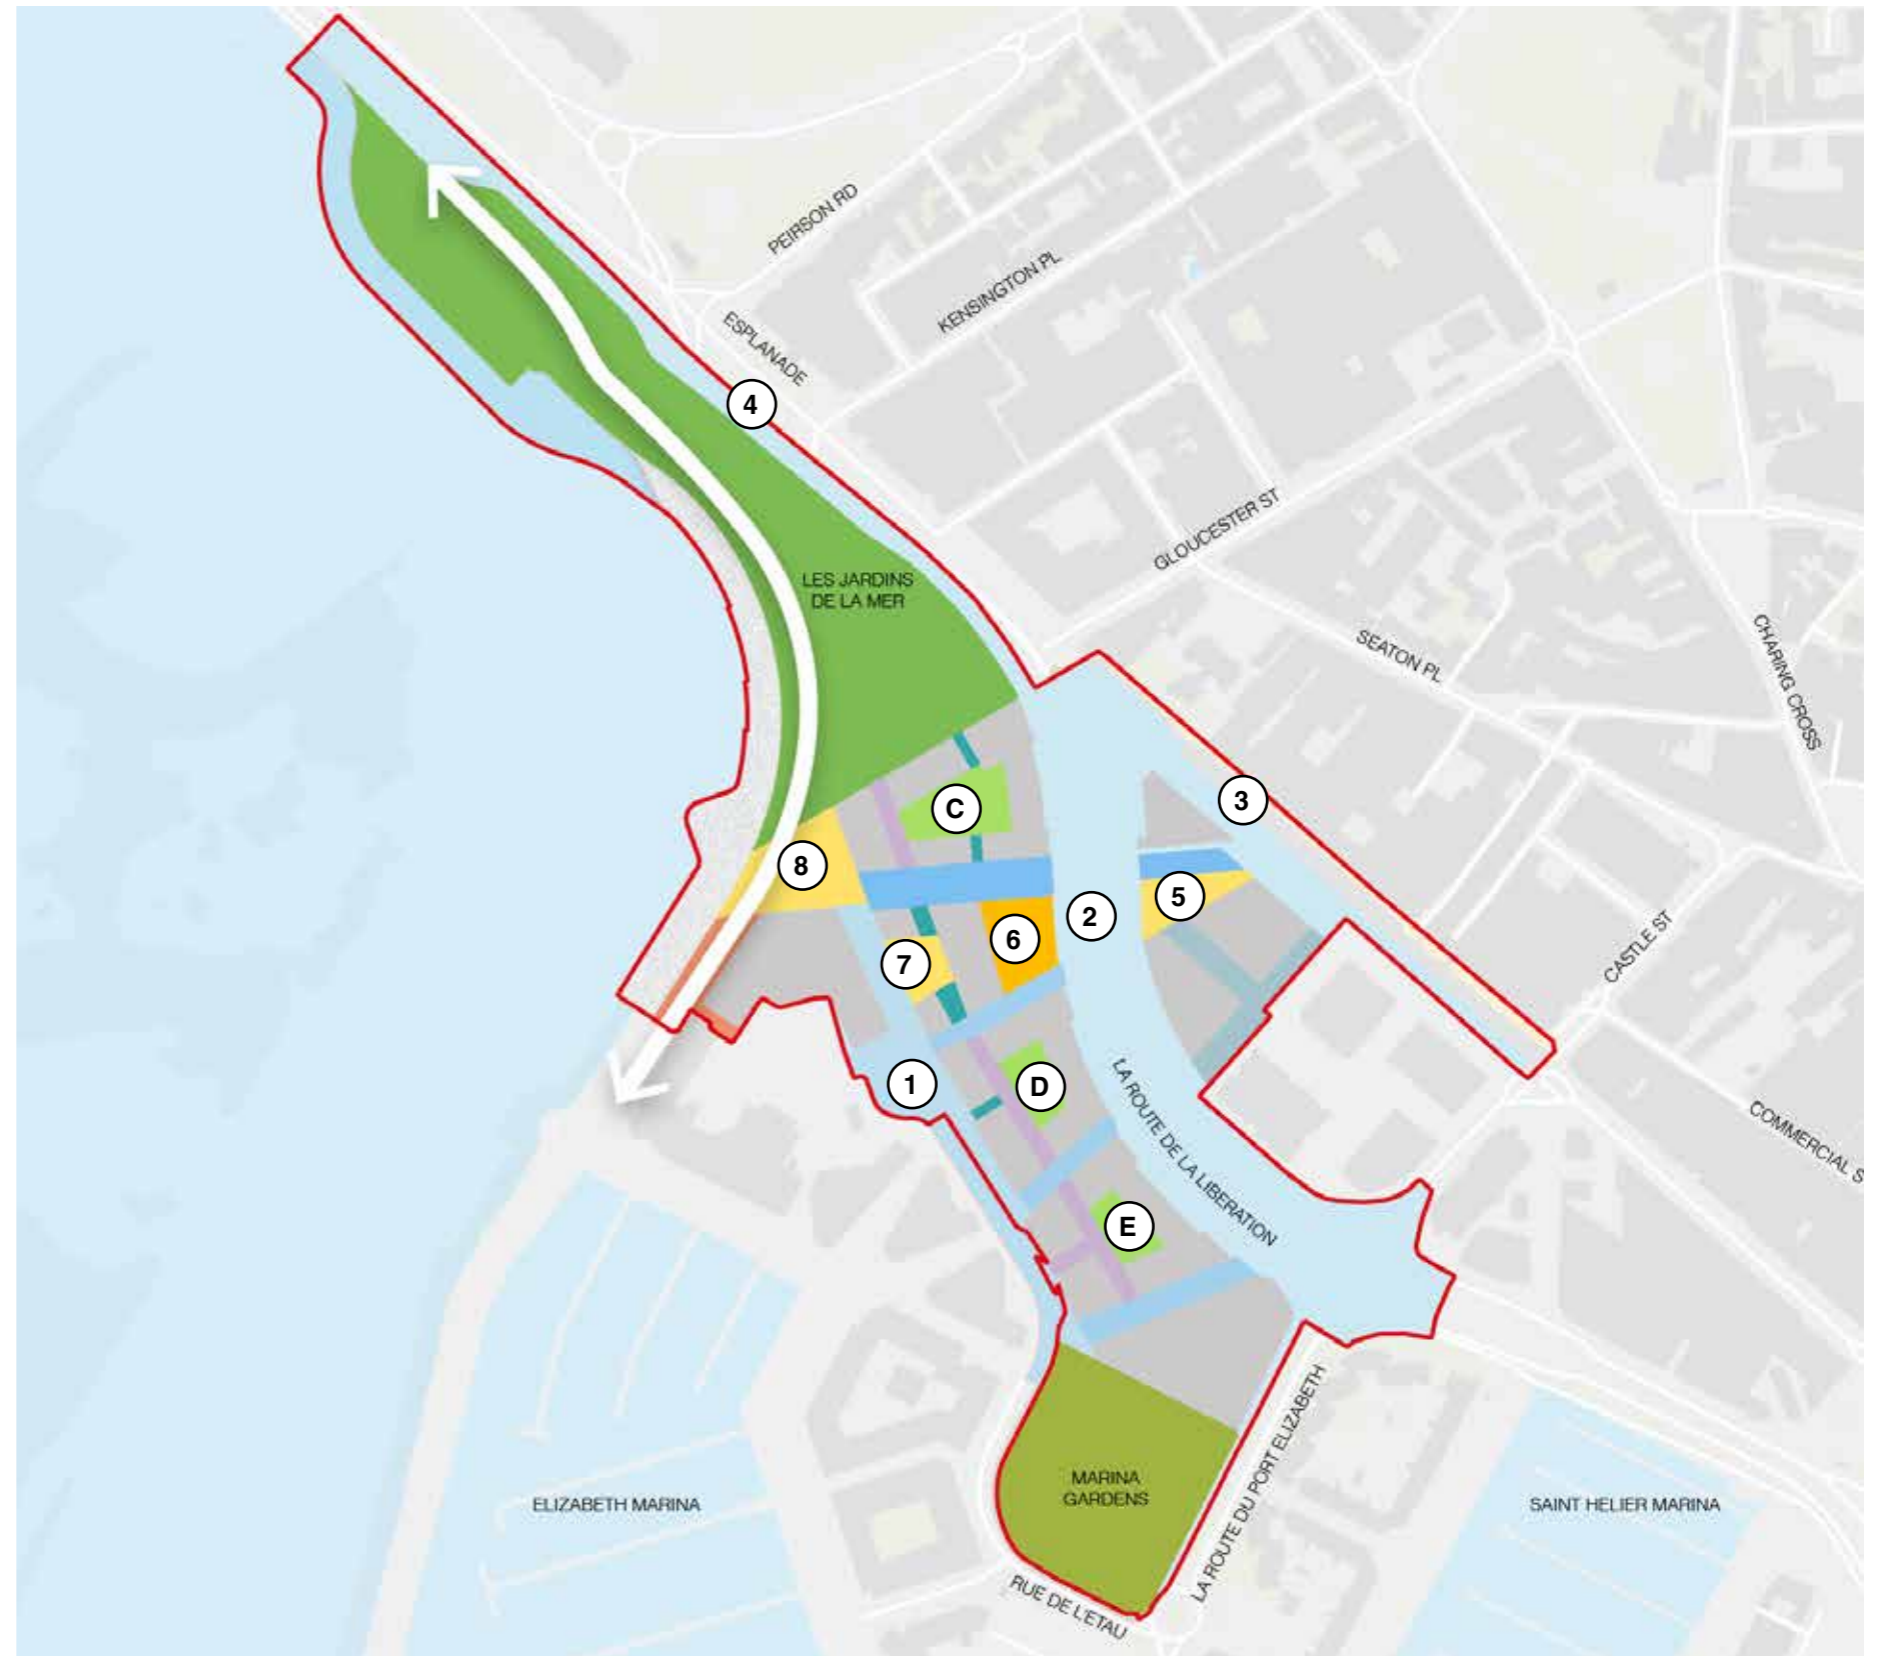 PEIRSON RD
KENSINGTON PL
ESPLANADE
4
GLOUCESTER ST
LES JARDINS
DE LA MER
SEATON PL
CHARING CROSS
3
C
8
5
2
6
7
CASTLE ST
1
D
LA ROUTE DE LA LIBERATION
COMMERCIAL S
E
LA ROUTE DU PORT ELIZABETH
MARINA
GARDENS
ELIZABETH MARINA
SAINT HELIER MARINA
RUE DE L'ETAU